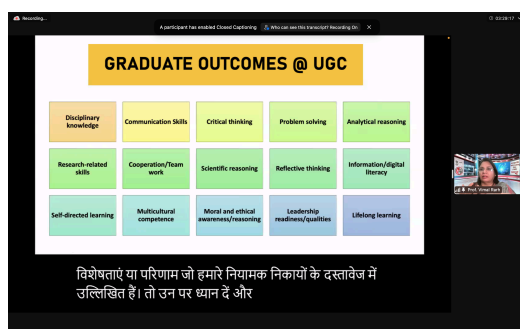 Recording...
A participant has enabled Closed Captioning Who can see this transcript? Recording On
03:26:17
GRADUATE OUTCOMES @ UGC
Disciplinary
knowledge
Communication Skills
Critical thinking
Problem solving
Analytical reasoning
Research-related
skills
Cooperation/Team
work
Scientific reasoning
Reflective thinking
Information/digital
literacy
Self-directed learning
Multicultural
competence
Moral and ethical
awareness/reasoning
Leadership
readiness/qualities
Lifelong learning
Prof. Vimal Rarh
विशेषताएं या परिणाम जो हमारे नियामक निकायों के दस्तावेज में
उल्लिखित हैं। तो उन पर ध्यान दें और